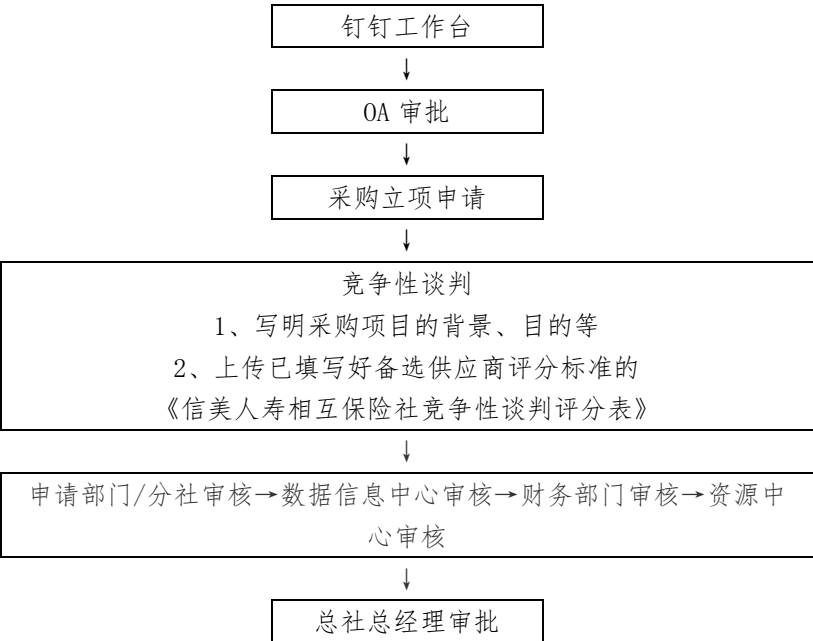 钉钉工作台
↓
OA 审批
↓
采购立项申请
↓
竞争性谈判
1、写明采购项目的背景、目的等
2、上传已填写好备选供应商评分标准的
《信美人寿相互保险社竞争性谈判评分表》
↓
申请部门/分社审核→数据信息中心审核→财务部门审核→资源中
心审核
↓
总社总经理审批